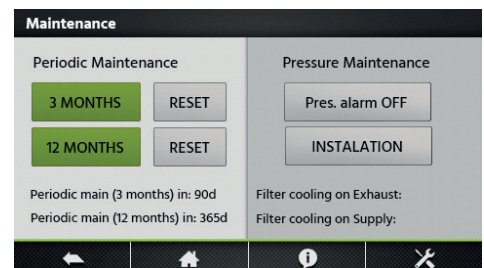 Maintenance
Periodic Maintenance
3 MONTHS RESET
12 MONTHS RESET
Periodic main (3 months) in: 90d
Periodic main (12 months) in: 365d
Pressure Maintenance
Pres. alarm OFF
INSTALATION
Filter cooling on Exhaust:
Filter cooling on Supply: